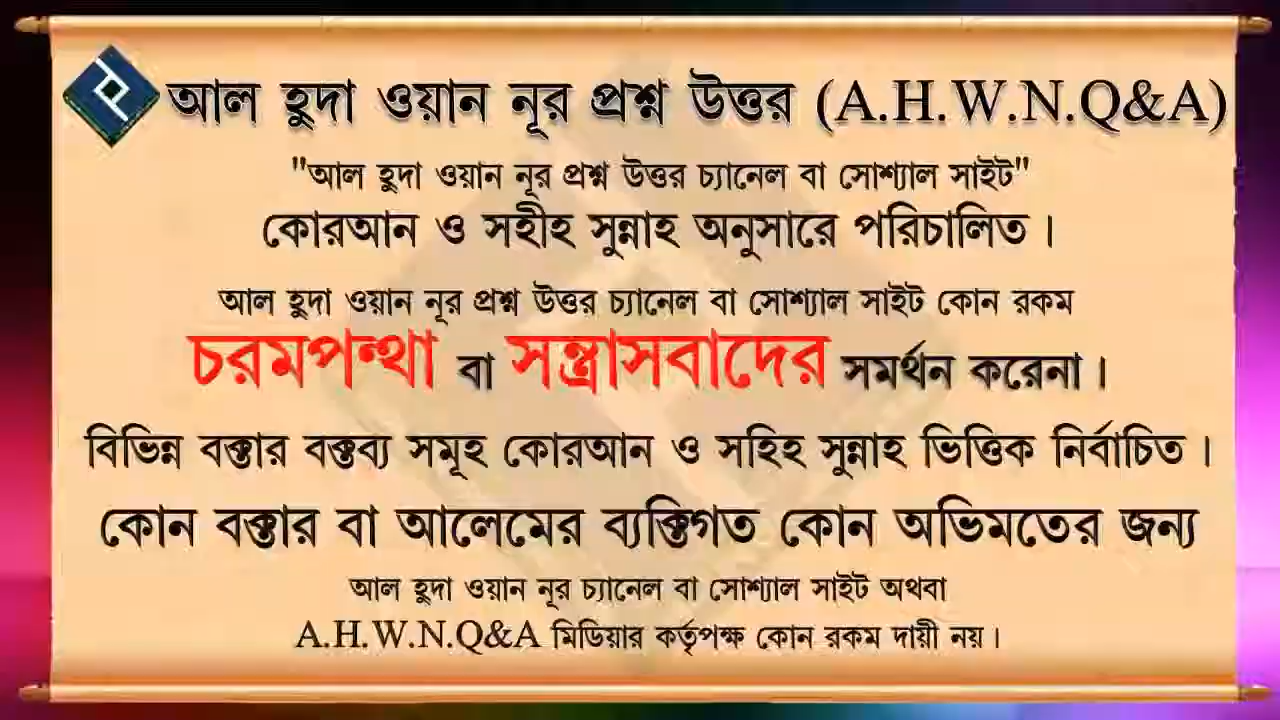 আল হুদা ওয়ান নূর প্রশ্ন উত্তর (A.H.W.N.Q&A)
"আল হুদা ওয়ান নূর প্রশ্ন উত্তর চ্যানেল বা সোশ্যাল সাইট"
কোরআন ও সহীহ সুন্নাহ অনুসারে পরিচালিত।
আল হুদা ওয়ান নূর প্রশ্ন উত্তর চ্যানেল বা সোশ্যাল সাইট কোন রকম
চরমপন্থা বা সন্ত্রাসবাদের সমর্থন করেনা।
বিভিন্ন বক্তার বক্তব্য সমূহ কোরআন ও সহিহ সুন্নাহ ভিত্তিক নির্বাচিত।
কোন বক্তার বা আলেমের ব্যক্তিগত কোন অভিমতের জন্য
আল হুদা ওয়ান নূর চ্যানেল বা সোশ্যাল সাইট অথবা
A.H.W.N.Q&A মিডিয়ার কর্তৃপক্ষ কোন রকম দায়ী নয়।